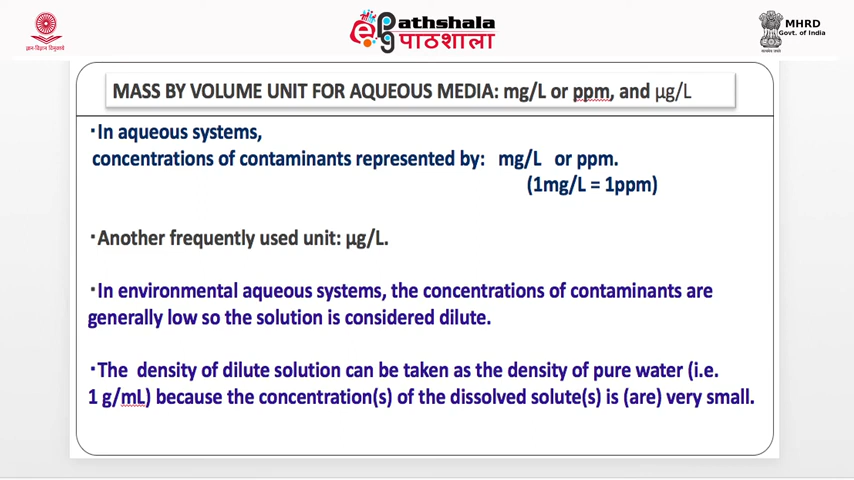 Pathshala
पाठशाला
MHRD
Govt. of India
MASS BY VOLUME UNIT FOR AQUEOUS MEDIA: mg/L or ppm, and µg/L
·In aqueous systems,
concentrations of contaminants represented by: mg/L or ppm.
(1mg/L = 1ppm)
·Another frequently used unit: µg/L.
·In environmental aqueous systems, the concentrations of contaminants are
generally low so the solution is considered dilute.
·The density of dilute solution can be taken as the density of pure water (i.e.
1 g/mL) because the concentration(s) of the dissolved solute(s) is (are) very small.